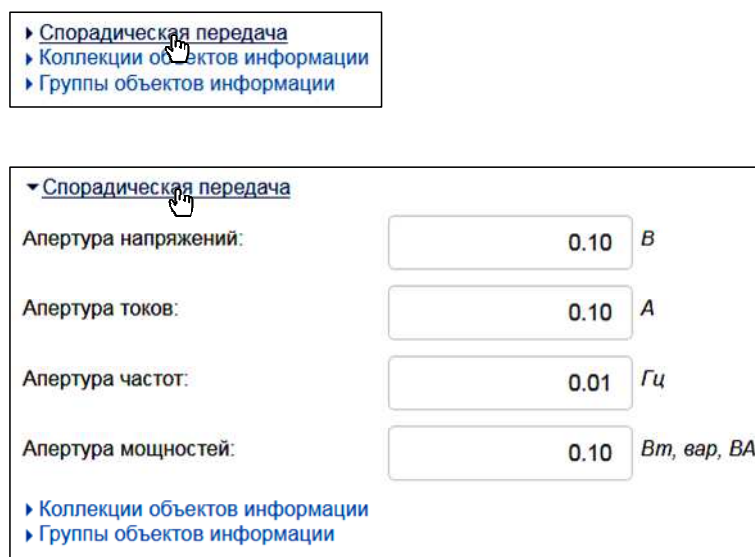 Спорадическая передача
Коллекции объектов информации
Группы объектов информации
Спорадическая передача
Апертура напряжений: 0.10 В
Апертура токов: 0.10 А
Апертура частот: 0.01 Гц
Апертура мощностей: 0.10 Вт, вар, ВА
Коллекции объектов информации
Группы объектов информации